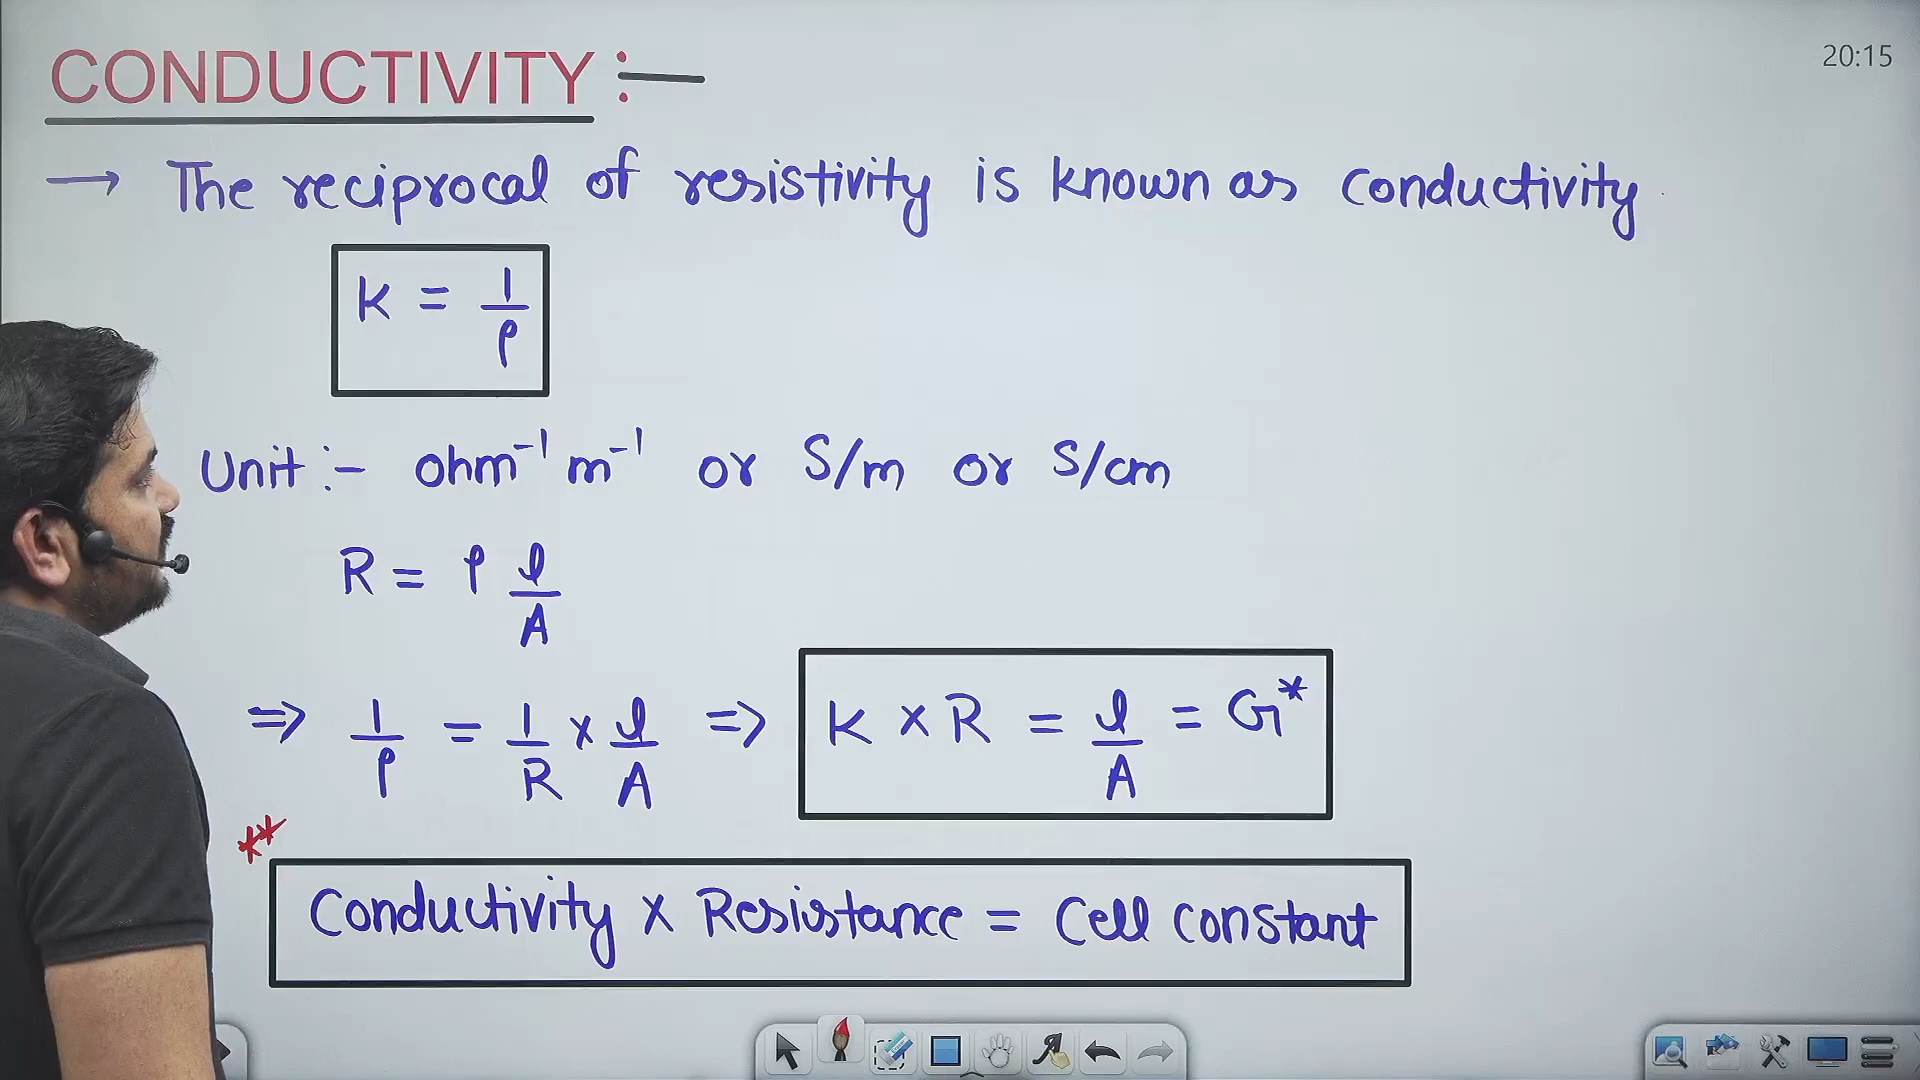 CONDUCTIVITY :-
20:15
→ The reciprocal of resistivity is known as conductivity
K = 1/ρ
Unit :- ohm⁻¹ m⁻¹ or S/m or S/cm
R = ρ l/A
⇒ 1/ρ = 1/R × l/A ⇒ K × R = l/A = G*
**
Conductivity × Resistance = Cell constant